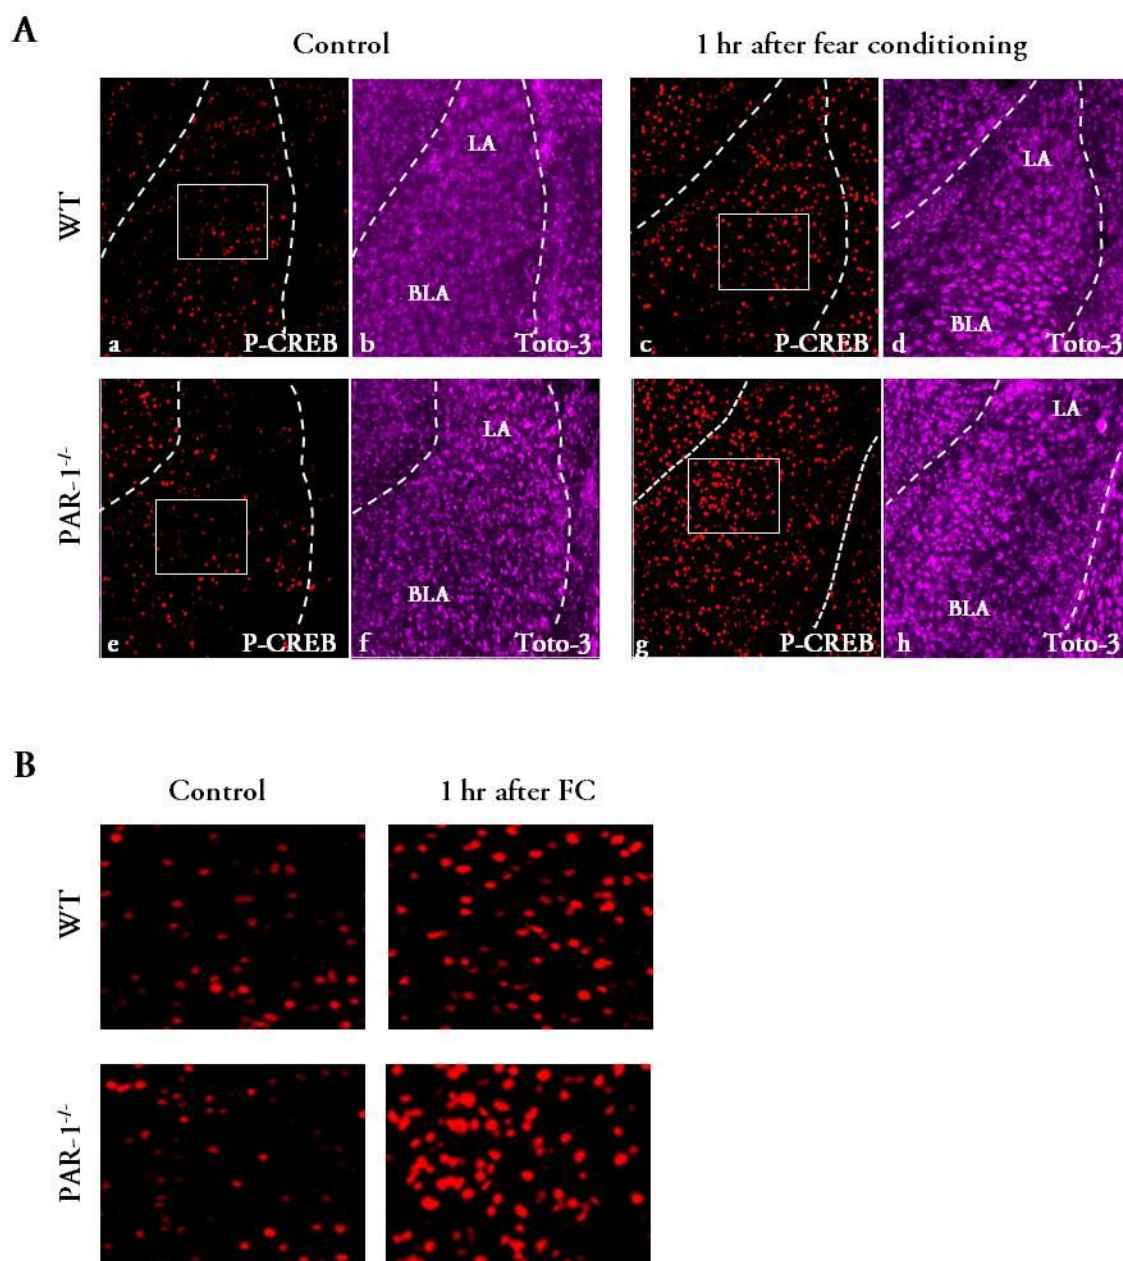 A
Control
1 hr after fear conditioning
WT
LA
BLA
a
P-CREB
b
Toto-3
LA
BLA
c
P-CREB
d
Toto-3
PAR-1-/-
LA
BLA
e
P-CREB
f
Toto-3
LA
BLA
g
P-CREB
h
Toto-3
B
Control
1 hr after FC
WT
PAR-1-/-